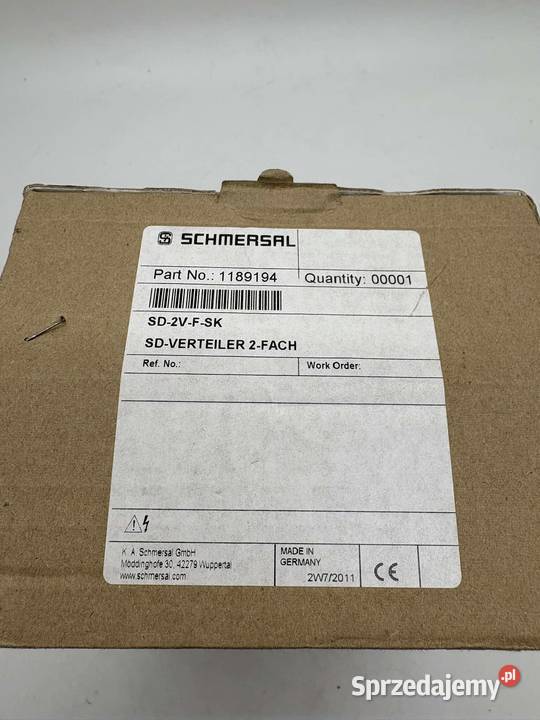 SCHMERSAL
Part No.: 1189194 Quantity: 00001
SD-2V-F-SK
SD-VERTEILER 2-FACH
Ref. No.: Work Order:
K. A. Schmersal GmbH
Möddinghofe 30, 42279 Wuppertal
www.schmersal.com
MADE IN
GERMANY
2W7/2011
CE
Sprzedajemy.pl